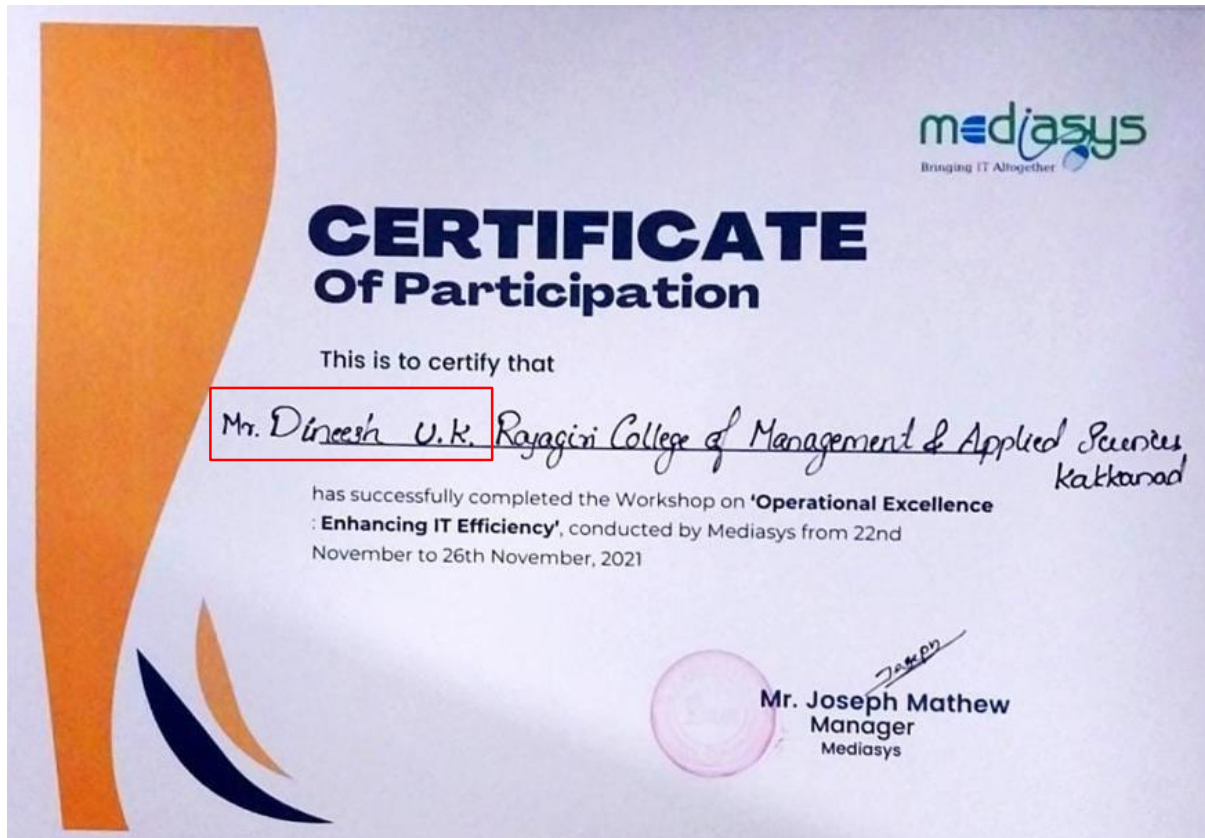 mediasys
Bringing IT Altogether
CERTIFICATE
Of Participation
This is to certify that
Mr. Dineesh U.K. Rajagiri College of Management & Applied Sciences,
Kakkanad
has successfully completed the Workshop on ‘Operational Excellence
: Enhancing IT Efficiency’, conducted by Mediasys from 22nd
November to 26th November, 2021
Joseph
Mr. Joseph Mathew
Manager
Mediasys